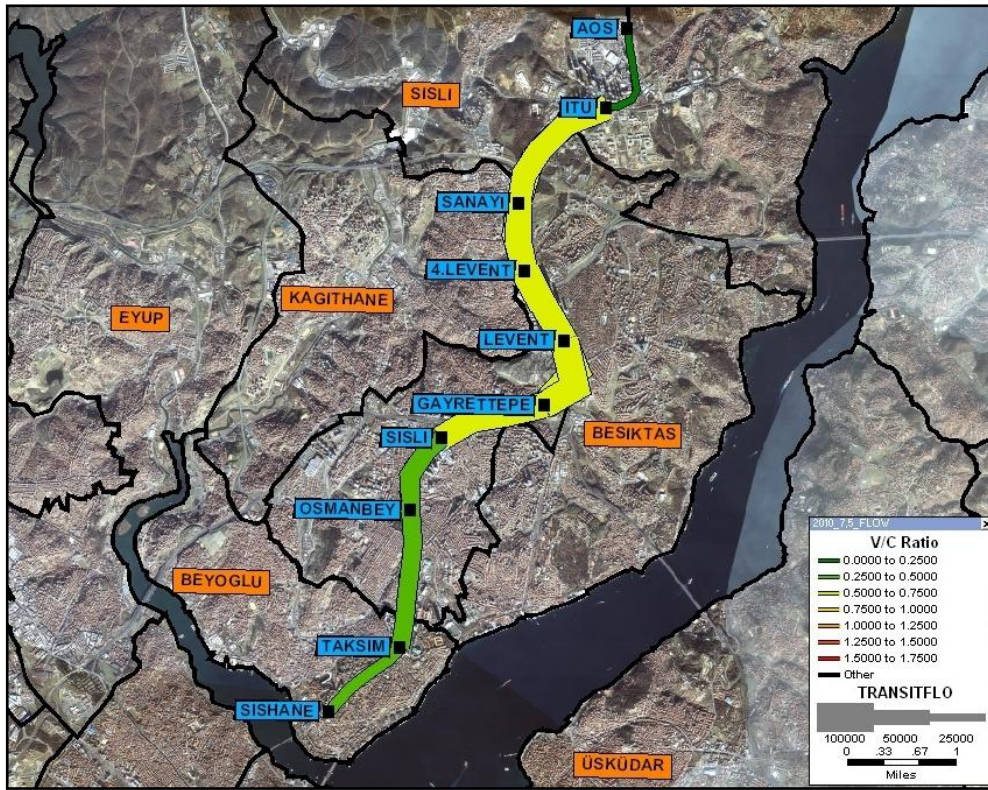 AOS
SISLI
ITU
SANAYI
4.LEVENT
KAGITHANE
EYUP
LEVENT
GAYRETTEPE
SISLI
BESIKTAS
OSMANBEY
BEYOGLU
TAKSIM
SISHANE
ÜSKÜDAR
2010_7,5_FLOW
V/C Ratio
0.0000 to 0.2500
0.2500 to 0.5000
0.5000 to 0.7500
0.7500 to 1.0000
1.0000 to 1.2500
1.2500 to 1.5000
1.5000 to 1.7500
Other
TRANSITFLO
100000 50000 25000
0 .33 .67 1
Miles